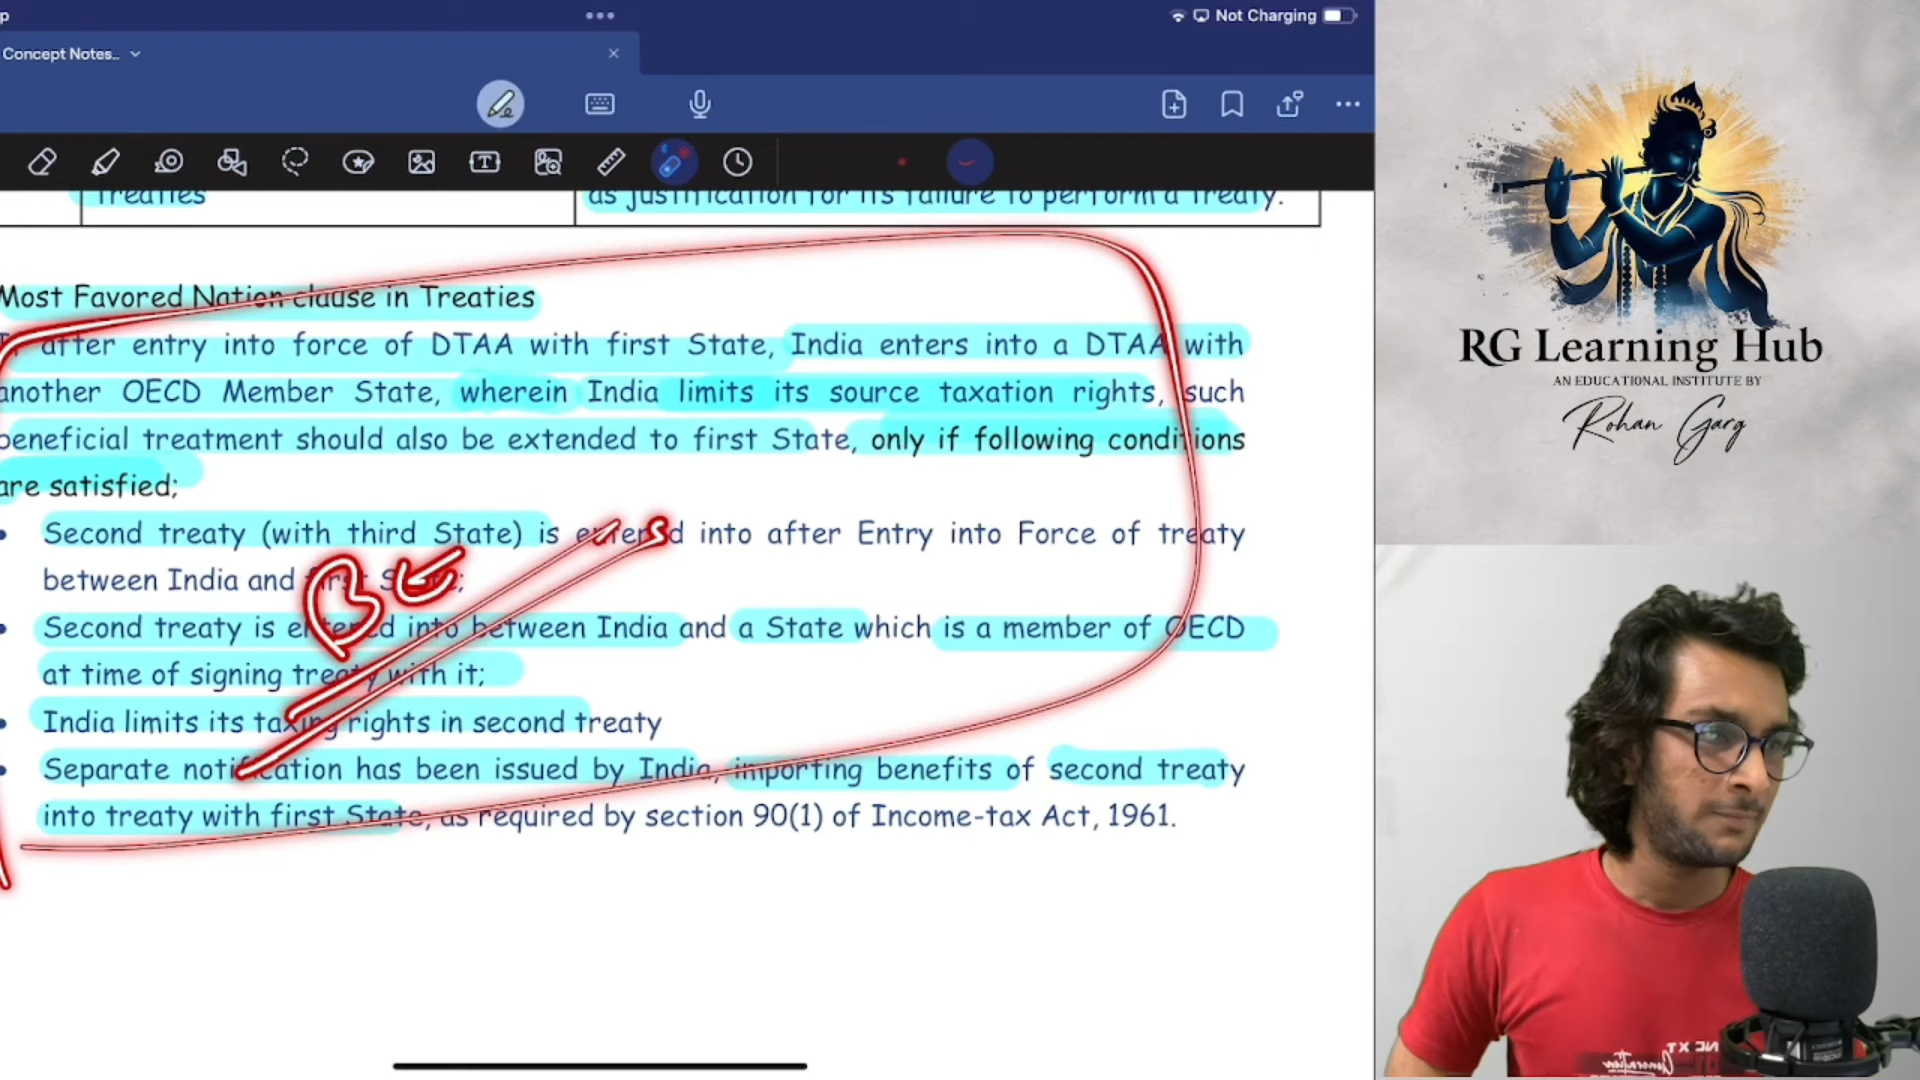 Not Charging
Concept Notes..
Treaties
as justification for its failure to perform a treaty.
Most Favored Nation clause in Treaties
If after entry into force of DTAA with first State, India enters into a DTAA with
another OECD Member State, wherein India limits its source taxation rights, such
beneficial treatment should also be extended to first State, only if following conditions
are satisfied;
Second treaty (with third State) is entered into after Entry into Force of treaty
between India and first State;
Second treaty is entered into between India and a State which is a member of OECD
at time of signing treaty with it;
India limits its taxing rights in second treaty
Separate notification has been issued by India, importing benefits of second treaty
into treaty with first State, as required by section 90(1) of Income-tax Act, 1961.
RG Learning Hub
AN EDUCATIONAL INSTITUTE BY
Rohan Garg